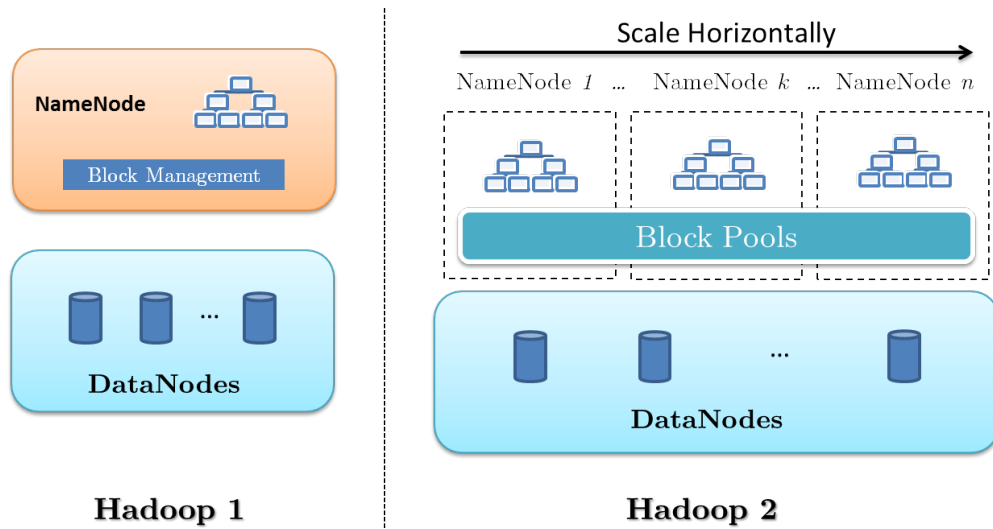 NameNode
Block Management
...
DataNodes
Hadoop 1
Scale Horizontally
NameNode 1 ... NameNode k ... NameNode n
Block Pools
...
DataNodes
Hadoop 2